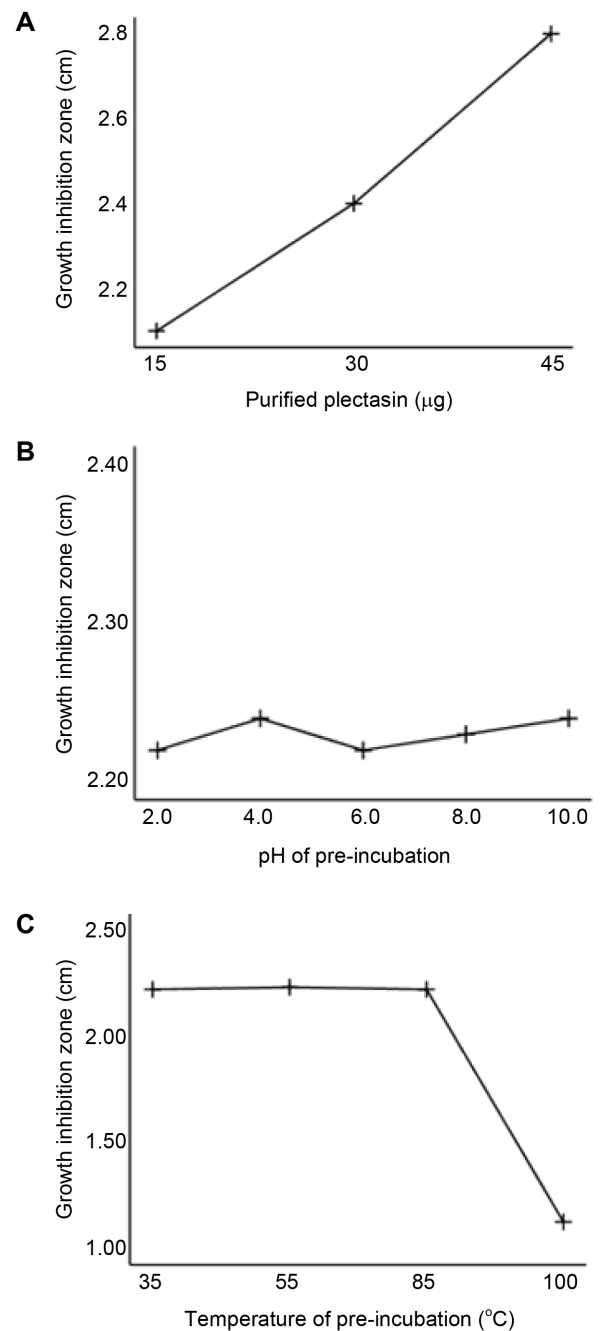 A
Growth inhibition zone (cm)
2.8
2.6
2.4
2.2
15 30 45
Purified plectasin (μg)
B
Growth inhibition zone (cm)
2.40
2.30
2.20
2.0 4.0 6.0 8.0 10.0
pH of pre-incubation
C
Growth inhibition zone (cm)
2.50
2.00
1.50
1.00
35 55 85 100
Temperature of pre-incubation (°C)